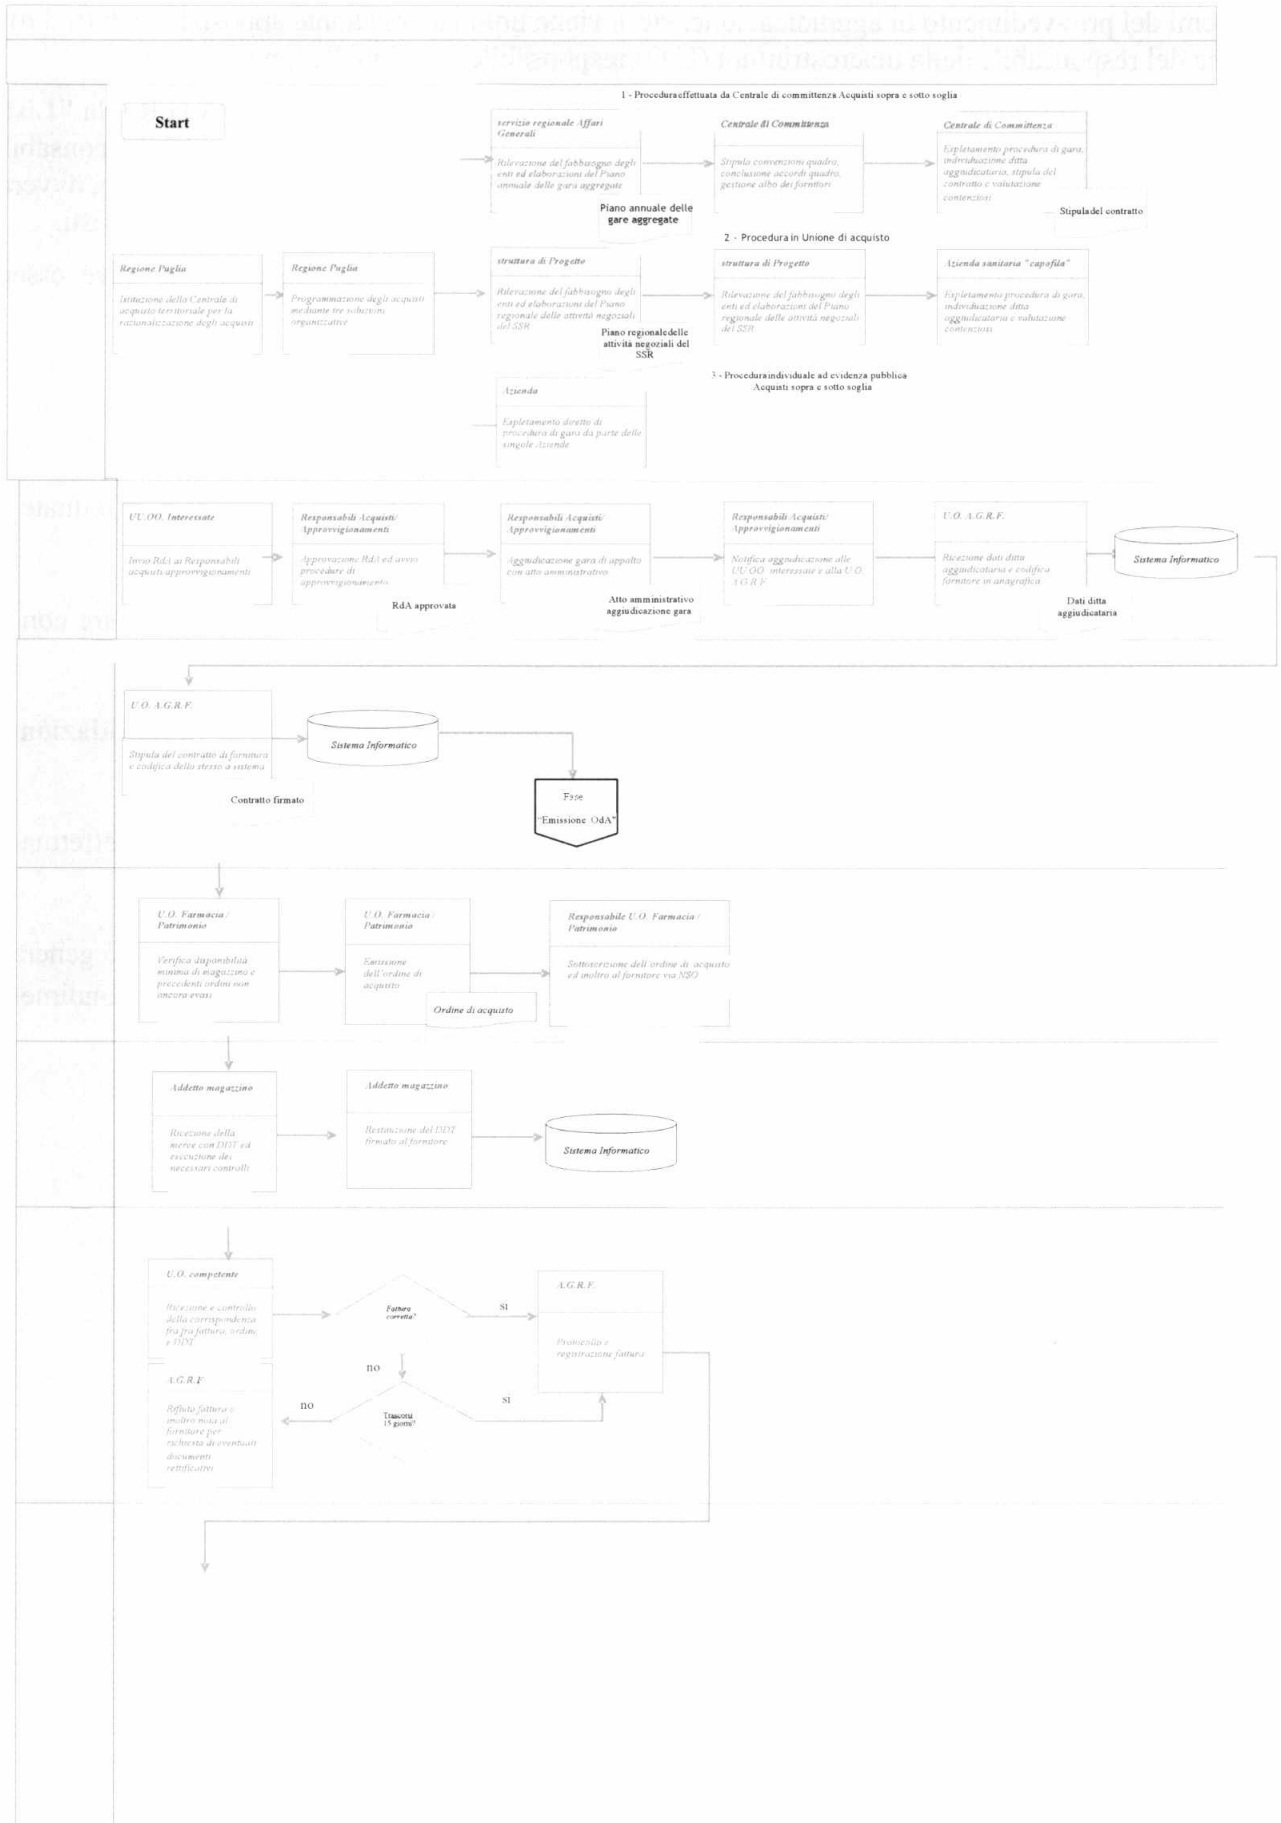 Start
1 - Procedura effettuata da Centrale di committenza Acquisti sopra e sotto soglia
servizio regionale Affari
Generali
Rilevazione del fabbisogno degli
enti ed elaborazioni del Piano
annuale delle gara aggregate
Piano annuale delle
gare aggregate
Centrale di Committenza
Stipula convenzioni quadro,
conclusione accordi quadro,
gestione albo dei fornitori
Centrale di Committenza
Espletamento procedura di gara,
individuazione ditta
aggiudicataria, stipula del
contratto e valutazione
contenziosi
Stipula del contratto
2 - Procedura in Unione di acquisto
Regione Puglia
Istituzione della Centrale di
acquisto territoriale per la
razionalizzazione degli acquisti
Regione Puglia
Programmazione degli acquisti
mediante tre soluzioni
organizzative
struttura di Progetto
Rilevazione del fabbisogno degli
enti ed elaborazioni del Piano
regionale delle attività negoziali
del SSR
Piano regionale delle
attività negoziali del
SSR
struttura di Progetto
Rilevazione del fabbisogno degli
enti ed elaborazioni del Piano
regionale delle attività negoziali
del SSR
Azienda sanitaria "capofila"
Espletamento procedura di gara,
individuazione ditta
aggiudicataria e valutazione
contenziosi
3 - Procedura individuale ad evidenza pubblica
Acquisti sopra e sotto soglia
Azienda
Espletamento diretto di
procedura di gara da parte delle
singole Aziende
UU.OO. Interessate
Invio RdA ai Responsabili
acquisti-approvvigionamenti
Responsabili Acquisti/
Approvvigionamenti
Approvazione RdA ed avvio
procedure di
approvvigionamento
RdA approvata
Responsabili Acquisti/
Approvvigionamenti
Aggiudicazione gara di appalto
con atto amministrativo
Atto amministrativo
aggiudicazione gara
Responsabili Acquisti/
Approvvigionamenti
Notifica aggiudicazione alle
UU.OO. interessate e alla U.O.
A.G.R.F.
U.O. A.G.R.F.
Ricezione dati ditta
aggiudicataria e codifica
fornitore in anagrafica
Dati ditta
aggiudicataria
Sistema Informatico
U.O. A.G.R.F.
Stipula del contratto di fornitura
e codifica dello stesso a sistema
Contratto firmato
Sistema Informatico
Fase
"Emissione OdA"
U.O. Farmacia /
Patrimonio
Verifica disponibilità
minima di magazzino e
precedenti ordini non
ancora evasi
U.O. Farmacia /
Patrimonio
Emissione
dell'ordine di
acquisto
Ordine di acquisto
Responsabile U.O. Farmacia /
Patrimonio
Sottoscrizione dell'ordine di acquisto
ed inoltro al fornitore via NSO
Addetto magazzino
Ricezione della
merce con DDT ed
esecuzione dei
necessari controlli
Addetto magazzino
Restituzione del DDT
firmato al fornitore
Sistema Informatico
U.O. competente
Ricezione e controllo
della corrispondenza
fra fra fattura, ordine
e DDT
Fattura
corretta?
si
A.G.R.F.
Protocollo e
registrazione fattura
no
A.G.R.F.
Rifiuto fattura e
inoltro nota al
fornitore per
richiesta di eventuali
documenti
rettificativi
no
Trascorsi
15 giorni?
si